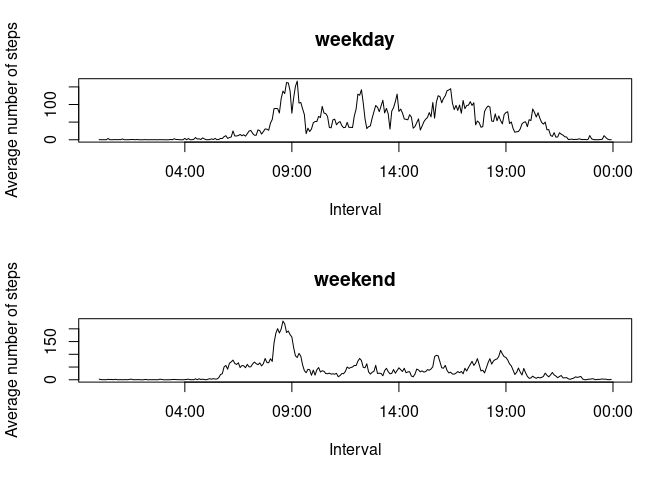 weekday
Average number of steps
100
0
04:00 09:00 14:00 19:00 00:00
Interval
weekend
Average number of steps
150
0
04:00 09:00 14:00 19:00 00:00
Interval